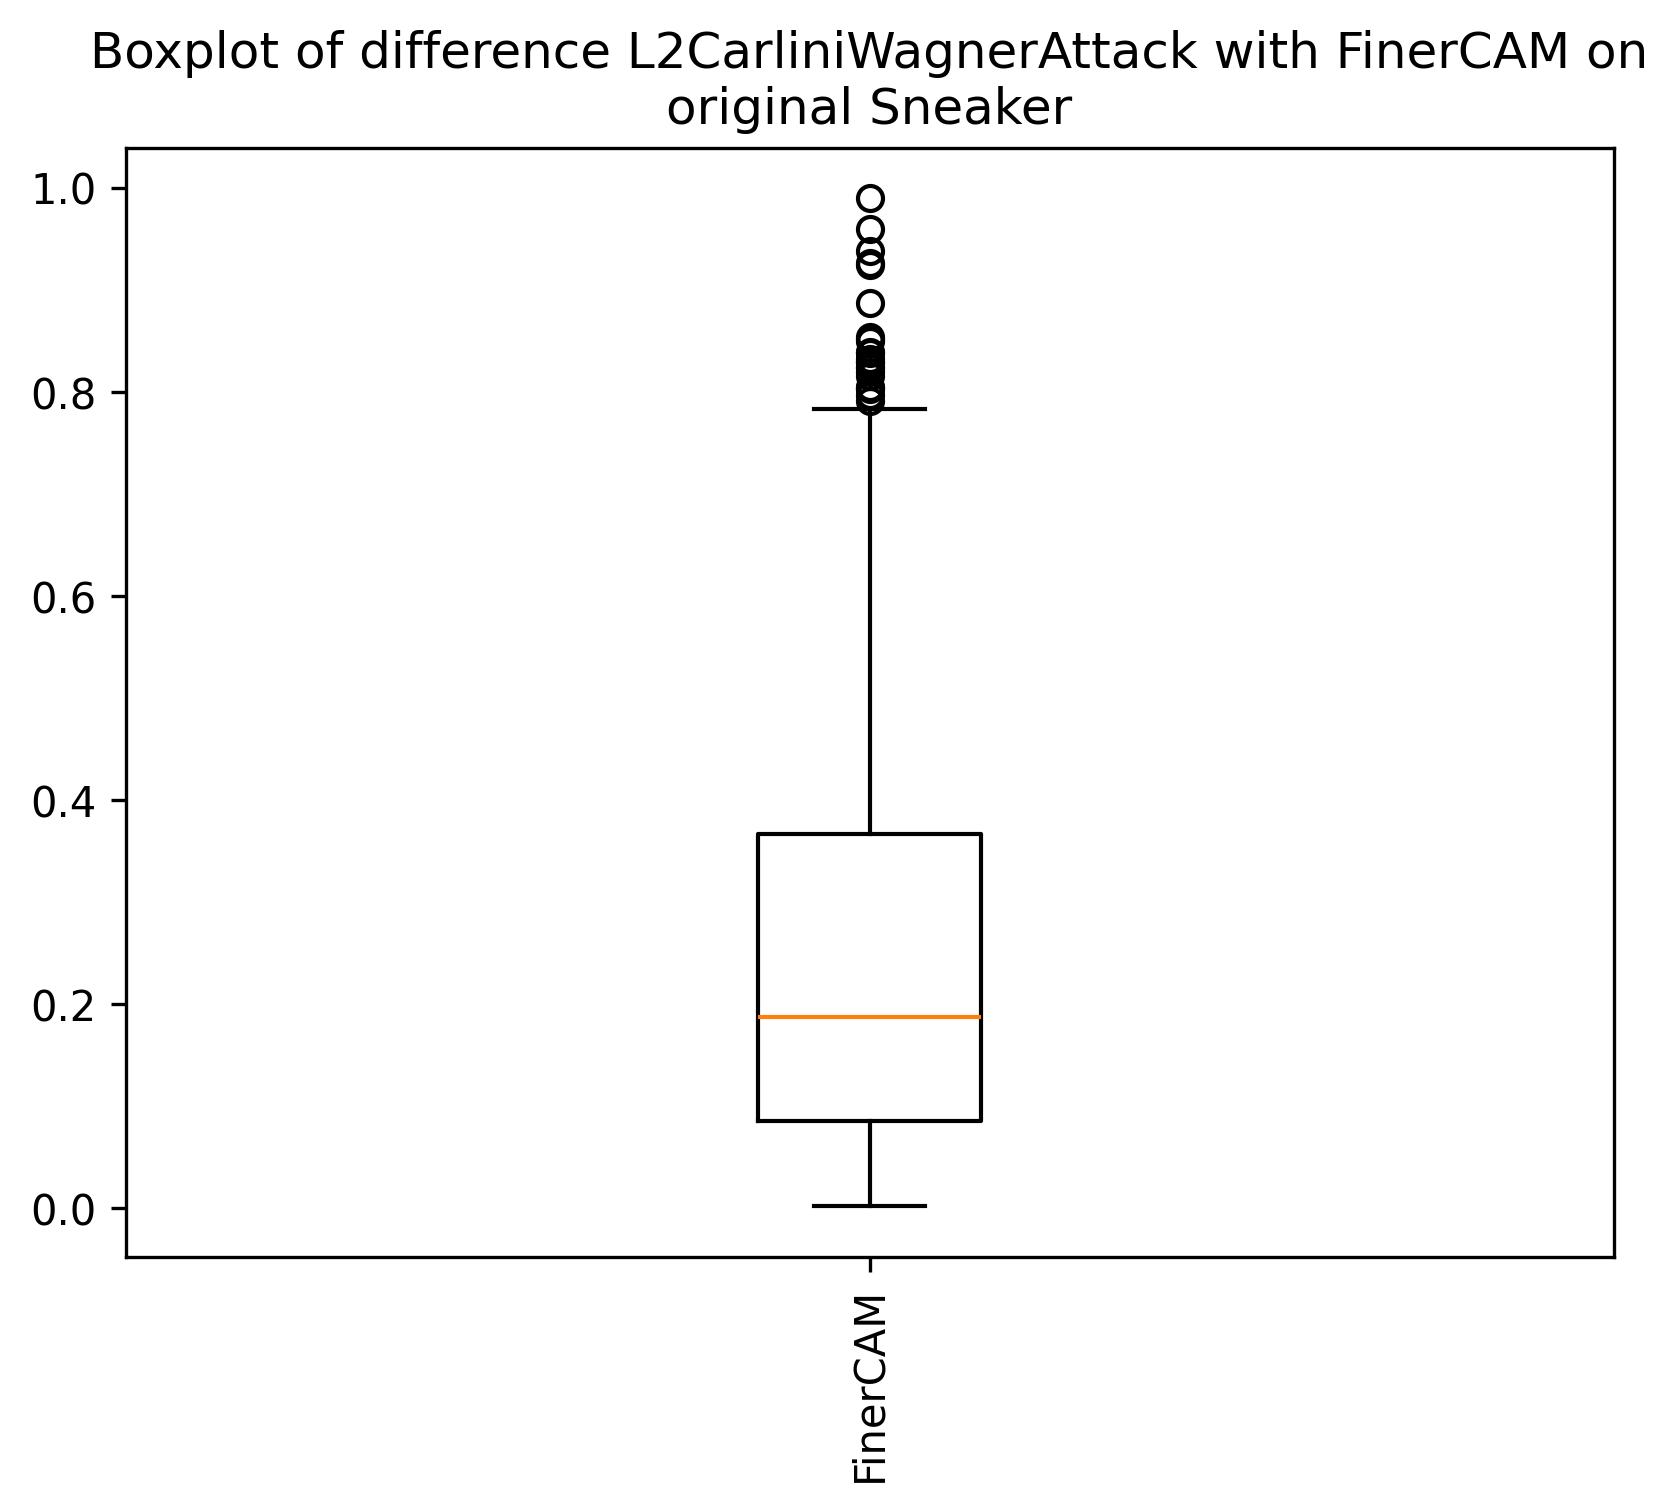 Boxplot of difference L2CarliniWagnerAttack with FinerCAM on
original Sneaker
1.0
0.8
0.6
0.4
0.2
0.0
FinerCAM